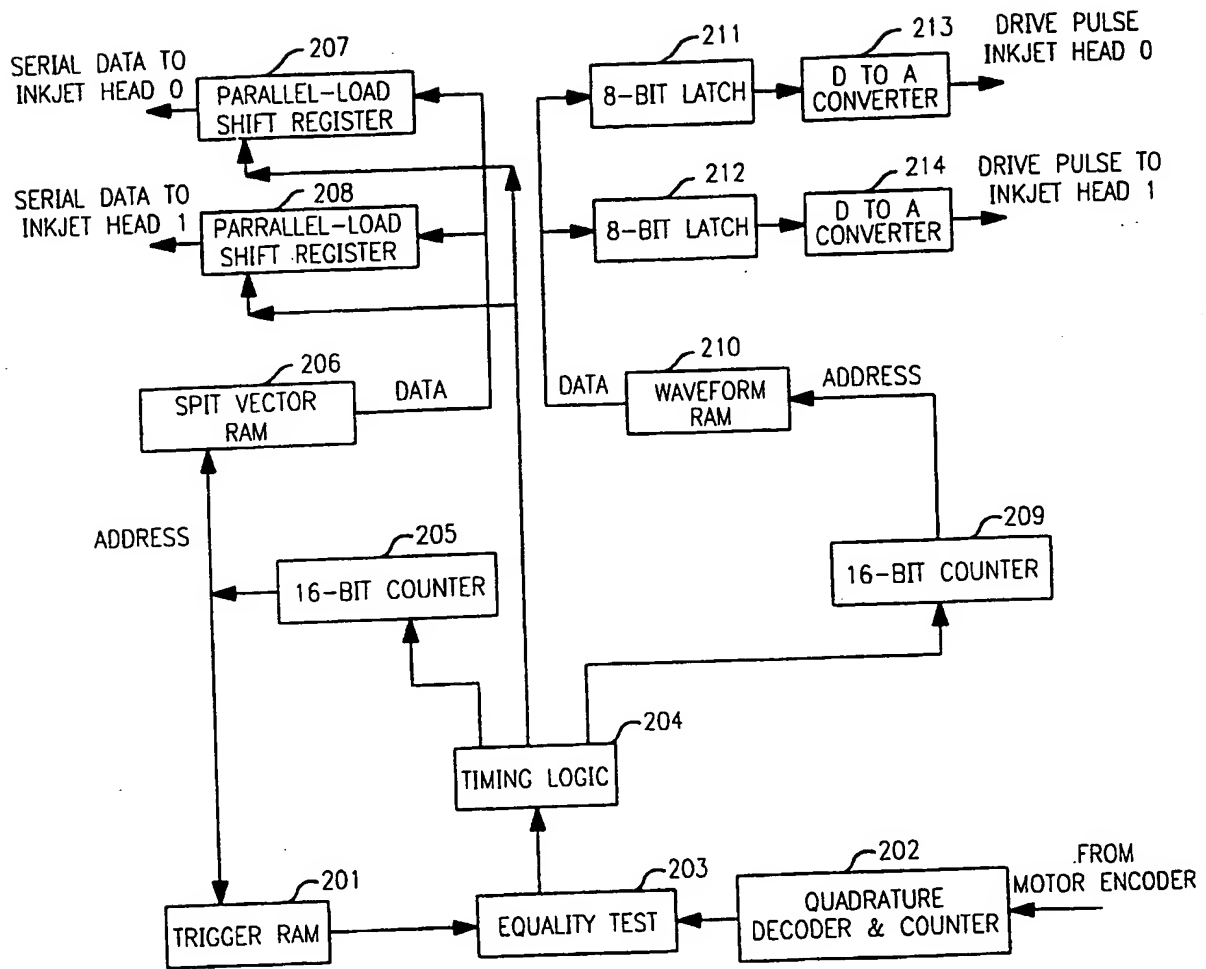 207
SERIAL DATA TO
INKJET HEAD 0
PARALLEL-LOAD
SHIFT REGISTER
208
SERIAL DATA TO
INKJET HEAD 1
PARRALLEL-LOAD
SHIFT REGISTER
211
8-BIT LATCH
213
D TO A
CONVERTER
DRIVE PULSE
INKJET HEAD 0
212
8-BIT LATCH
214
D TO A
CONVERTER
DRIVE PULSE TO
INKJET HEAD 1
206
SPIT VECTOR
RAM
DATA
DATA
210
WAVEFORM
RAM
ADDRESS
ADDRESS
205
16-BIT COUNTER
209
16-BIT COUNTER
204
TIMING LOGIC
201
TRIGGER RAM
203
EQUALITY TEST
202
QUADRATURE
DECODER & COUNTER
FROM
MOTOR ENCODER